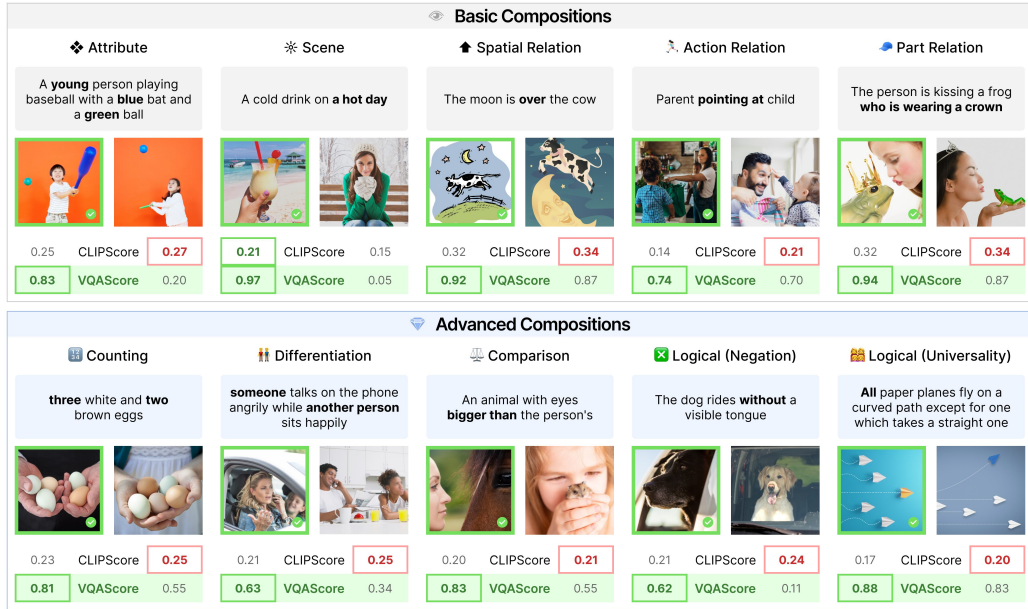 Basic Compositions
Attribute
Scene
Spatial Relation
Action Relation
Part Relation
A young person playing
baseball with a blue bat and
a green ball
A cold drink on a hot day
The moon is over the cow
Parent pointing at child
The person is kissing a frog
who is wearing a crown
0.25 CLIPScore 0.27
0.21 CLIPScore 0.15
0.32 CLIPScore 0.34
0.14 CLIPScore 0.21
0.32 CLIPScore 0.34
0.83 VQAScore 0.20
0.97 VQAScore 0.05
0.92 VQAScore 0.87
0.74 VQAScore 0.70
0.94 VQAScore 0.87
Advanced Compositions
Counting
Differentiation
Comparison
Logical (Negation)
Logical (Universality)
three white and two
brown eggs
someone talks on the phone
angrily while another person
sits happily
An animal with eyes
bigger than the person's
The dog rides without a
visible tongue
All paper planes fly on a
curved path except for one
which takes a straight one
0.23 CLIPScore 0.25
0.21 CLIPScore 0.25
0.20 CLIPScore 0.21
0.21 CLIPScore 0.24
0.17 CLIPScore 0.20
0.81 VQAScore 0.55
0.63 VQAScore 0.34
0.83 VQAScore 0.55
0.62 VQAScore 0.11
0.88 VQAScore 0.83